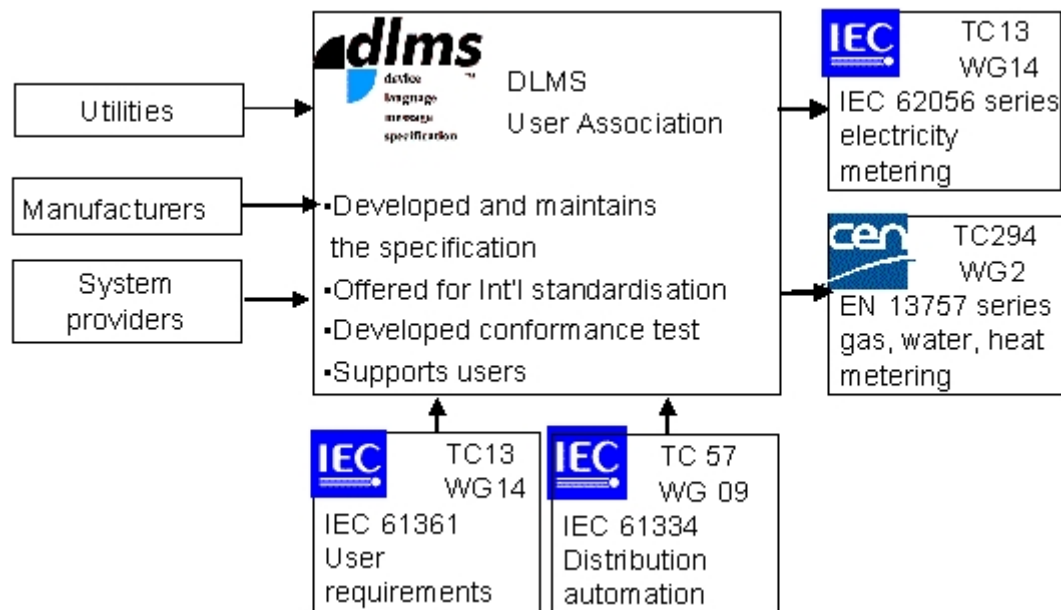 Utilities
Manufacturers
System
providers
dlms
device
language
message
specification
™
DLMS
User Association
▪Developed and maintains
the specification
▪Offered for Int'l standardisation
▪Developed conformance test
▪Supports users
IEC
TC13
WG14
IEC 62056 series
electricity
metering
cen
TC294
WG2
EN 13757 series
gas, water, heat
metering
IEC
TC13
WG14
IEC 61361
User
requirements
IEC
TC 57
WG 09
IEC 61334
Distribution
automation